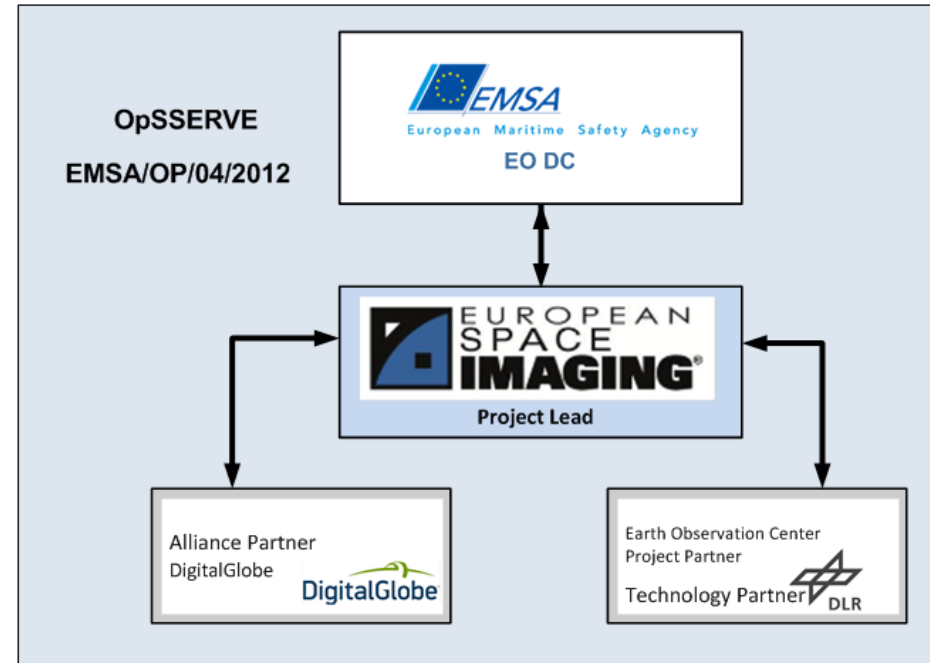 OpSSERVE
EMSA/OP/04/2012
EMSA
European Maritime Safety Agency
EO DC
EUROPEAN
SPACE
IMAGING®
Project Lead
Alliance Partner
DigitalGlobe
DigitalGlobe
Earth Observation Center
Project Partner
Technology Partner
DLR